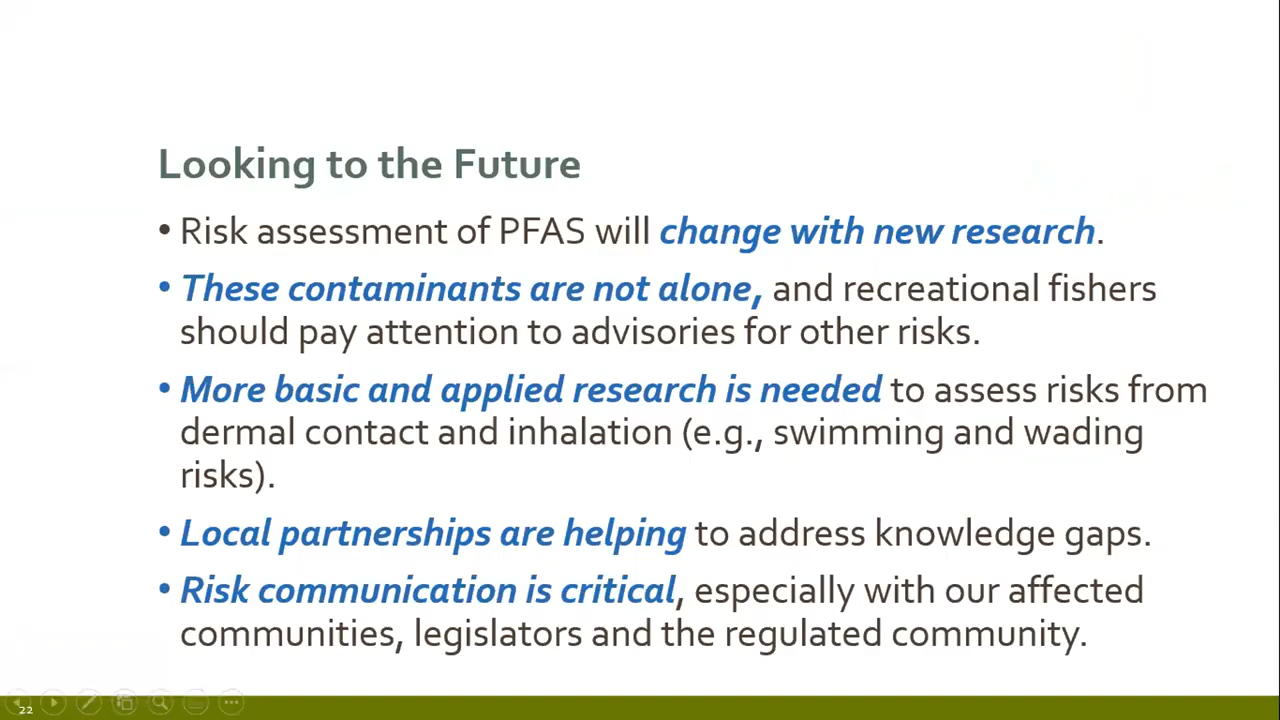 Looking to the Future
• Risk assessment of PFAS will change with new research.
• These contaminants are not alone, and recreational fishers
should pay attention to advisories for other risks.
• More basic and applied research is needed to assess risks from
dermal contact and inhalation (e.g., swimming and wading
risks).
• Local partnerships are helping to address knowledge gaps.
• Risk communication is critical, especially with our affected
communities, legislators and the regulated community.
22